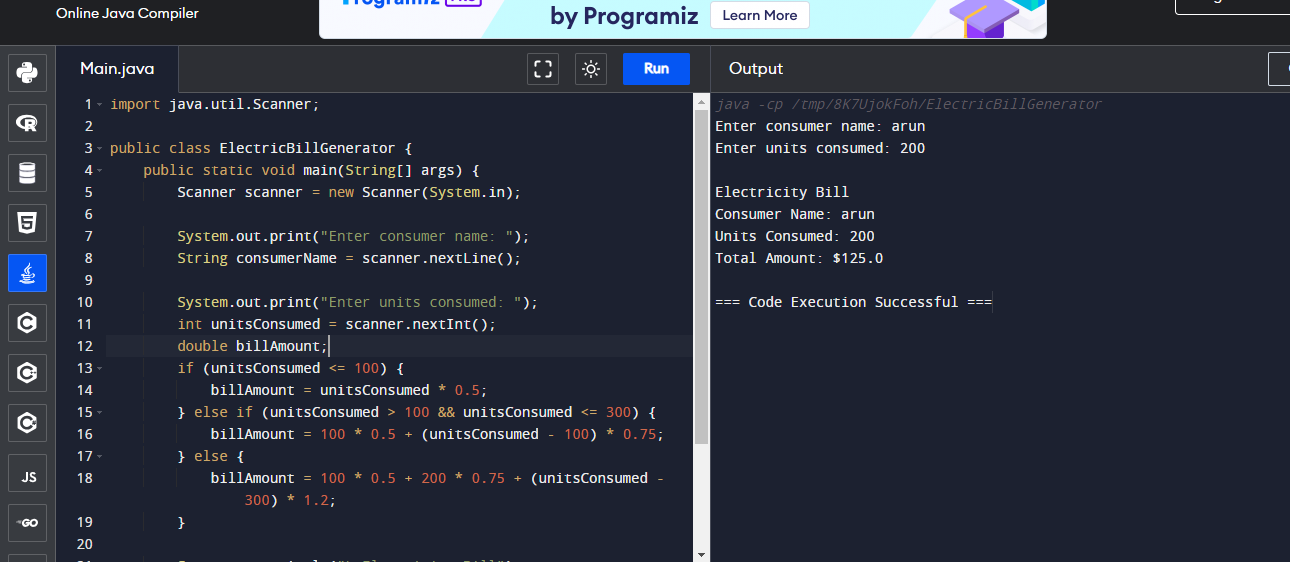 Online Java Compiler
Programiz PRO
by Programiz
Learn More
Main.java
Run
Output
1 import java.util.Scanner;
2
3 public class ElectricBillGenerator {
4 public static void main(String[] args) {
5 Scanner scanner = new Scanner(System.in);
6
7 System.out.print("Enter consumer name: ");
8 String consumerName = scanner.nextLine();
9
10 System.out.print("Enter units consumed: ");
11 int unitsConsumed = scanner.nextInt();
12 double billAmount;
13 if (unitsConsumed <= 100) {
14 billAmount = unitsConsumed * 0.5;
15 } else if (unitsConsumed > 100 && unitsConsumed <= 300) {
16 billAmount = 100 * 0.5 + (unitsConsumed - 100) * 0.75;
17 } else {
18 billAmount = 100 * 0.5 + 200 * 0.75 + (unitsConsumed -
300) * 1.2;
19 }
20
java -cp /tmp/8K7UjokFoh/ElectricBillGenerator
Enter consumer name: arun
Enter units consumed: 200
Electricity Bill
Consumer Name: arun
Units Consumed: 200
Total Amount: $125.0
=== Code Execution Successful ===
R
5
C
C
C
JS
GO